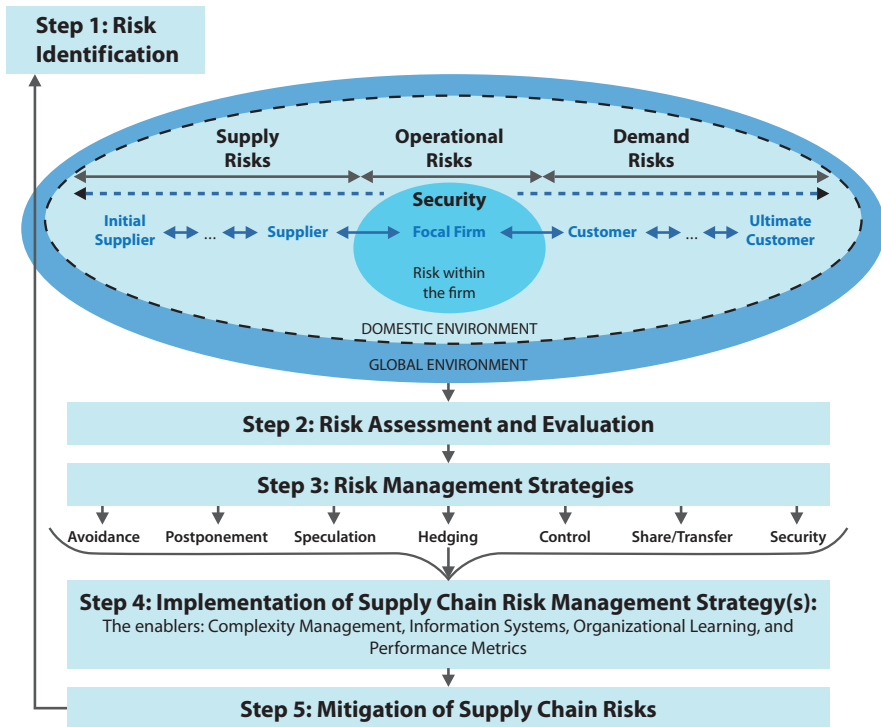 Step 1: Risk
Identification
Supply
Risks
Operational
Risks
Demand
Risks
Security
Initial
Supplier
...
Supplier
Focal Firm
Customer
...
Ultimate
Customer
Risk within
the firm
DOMESTIC ENVIRONMENT
GLOBAL ENVIRONMENT
Step 2: Risk Assessment and Evaluation
Step 3: Risk Management Strategies
Avoidance Postponement Speculation Hedging Control Share/Transfer Security
Step 4: Implementation of Supply Chain Risk Management Strategy(s):
The enablers: Complexity Management, Information Systems, Organizational Learning, and
Performance Metrics
Step 5: Mitigation of Supply Chain Risks